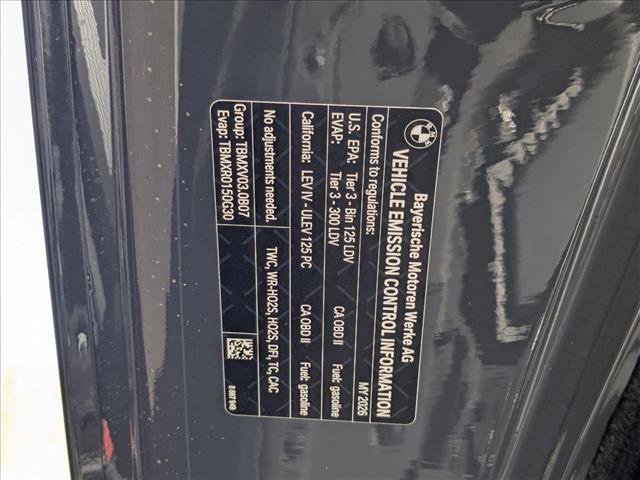 Bayerische Motoren Werke AG
VEHICLE EMISSION CONTROL INFORMATION
Conforms to regulations: MY 2026
U.S. EPA: Tier 3 - Bin 125 LDV CA OBD II Fuel: gasoline
EVAP: Tier 3 - 300 LDV
California: LEV IV - ULEV 125 PC CA OBD II Fuel: gasoline
No adjustments needed. TWC, WR-HO2S, HO2S, DFI, TC, CAC
Group: TBMXV03.0B07
Evap: TBMXR0150G30